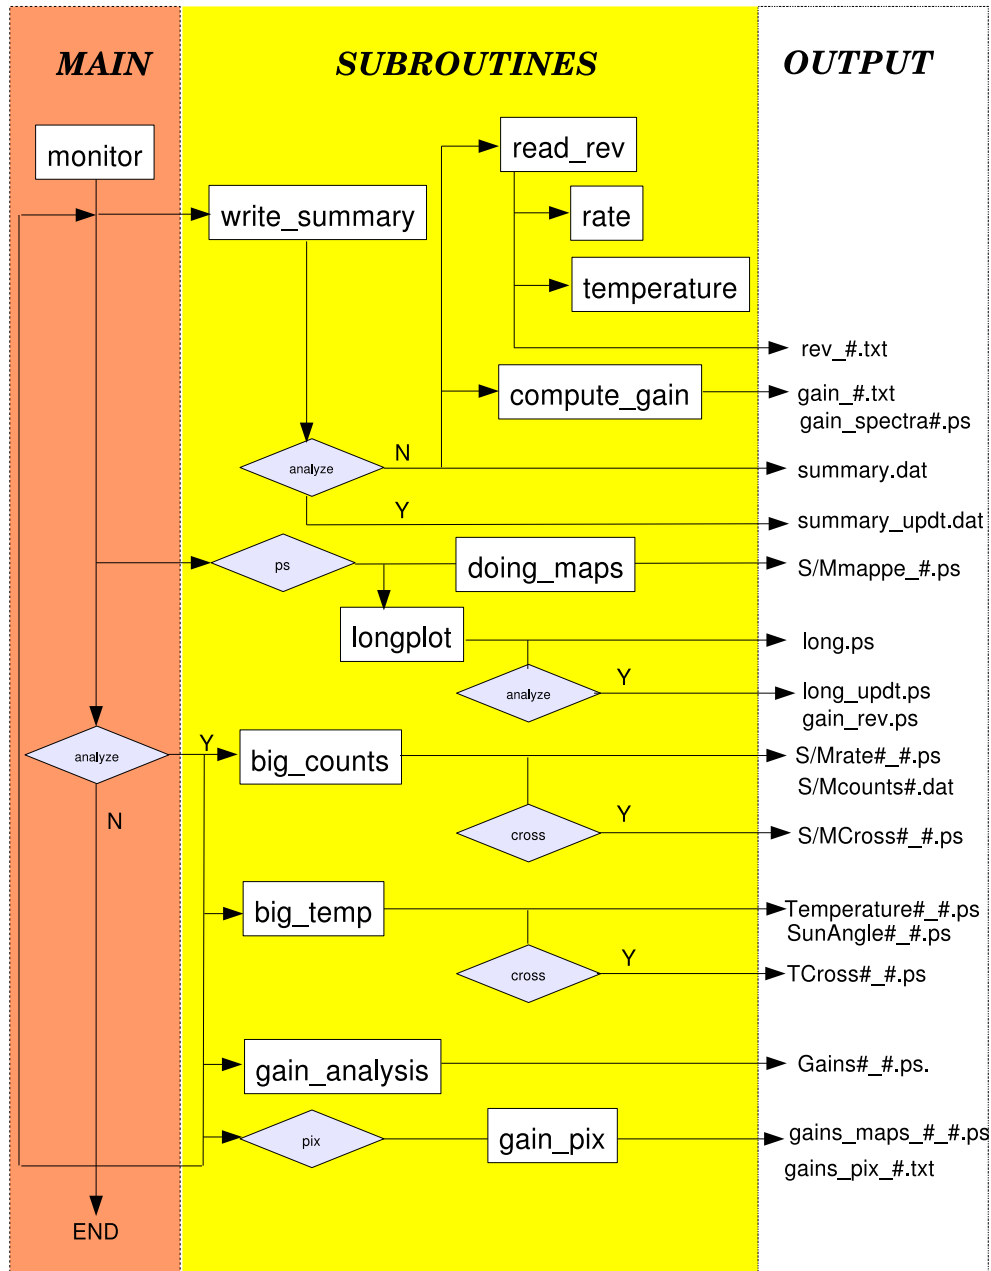 MAIN
SUBROUTINES
OUTPUT
monitor
read_rev
write_summary
rate
temperature
rev_#.txt
compute_gain
gain_#.txt
gain_spectra#.ps
analyze
N
summary.dat
Y
summary_updt.dat
ps
doing_maps
S/Mmappe_#.ps
longplot
long.ps
analyze
Y
long_updt.ps
gain_rev.ps
analyze
Y
big_counts
S/Mrate#_#.ps
S/Mcounts#.dat
N
cross
Y
S/MCross#_#.ps
big_temp
Temperature#_#.ps
SunAngle#_#.ps
cross
Y
TCross#_#.ps
gain_analysis
Gains#_#.ps.
pix
gain_pix
gains_maps_#_#.ps
gains_pix_#.txt
END